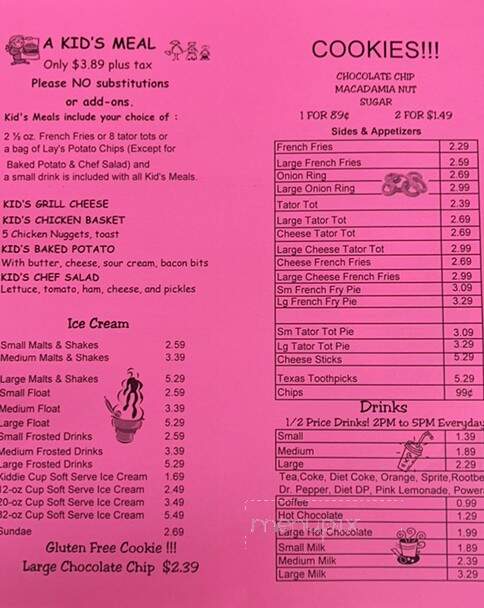 A KID'S MEAL
Only $3.89 plus tax
Please NO substitutions
or add-ons.
Kid's Meals include your choice of :
2 ½ oz. French Fries or 8 tator tots or
a bag of Lay's Potato Chips (Except for
Baked Potato & Chef Salad) and
a small drink is included with all Kid's Meals.
KID'S GRILL CHEESE
KID'S CHICKEN BASKET
5 Chicken Nuggets, toast
KID'S BAKED POTATO
With butter, cheese, sour cream, bacon bits
KID'S CHEF SALAD
Lettuce, tomato, ham, cheese, and pickles
Ice Cream
Small Malts & Shakes 2.59
Medium Malts & Shakes 3.39
Large Malts & Shakes 5.29
Small Float 2.59
Medium Float 3.39
Large Float 5.29
Small Frosted Drinks 2.59
Medium Frosted Drinks 3.39
Large Frosted Drinks 5.29
Kiddie Cup Soft Serve Ice Cream 1.69
12-oz Cup Soft Serve Ice Cream 2.49
20-oz Cup Soft Serve Ice Cream 3.49
32-oz Cup Soft Serve Ice Cream 5.49
Sundae 2.69
Gluten Free Cookie !!!
Large Chocolate Chip $2.39
COOKIES!!!
CHOCOLATE CHIP
MACADAMIA NUT
SUGAR
1 FOR 89¢ 2 FOR $1.49
Sides & Appetizers
French Fries 2.29
Large French Fries 2.59
Onion Ring 2.69
Large Onion Ring 2.99
Tator Tot 2.39
Large Tator Tot 2.69
Cheese Tator Tot 2.69
Large Cheese Tator Tot 2.99
Cheese French Fries 2.69
Large Cheese French Fries 2.99
Sm French Fry Pie 3.09
Lg French Fry Pie 3.29
Sm Tator Tot Pie 3.09
Lg Tator Tot Pie 3.29
Cheese Sticks 5.29
Texas Toothpicks 5.29
Chips 99¢
Drinks
1/2 Price Drinks! 2PM to 5PM Everyday
Small 1.39
Medium 1.89
Large 2.29
Tea,Coke, Diet Coke, Orange, Sprite,Rootbe
Dr. Pepper, Diet DP, Pink Lemonade, Powera
Coffee 0.99
Hot Chocolate 1.29
Large Hot Chocolate 1.99
Small Milk 1.89
Medium Milk 2.39
Large Milk 3.29
menupix